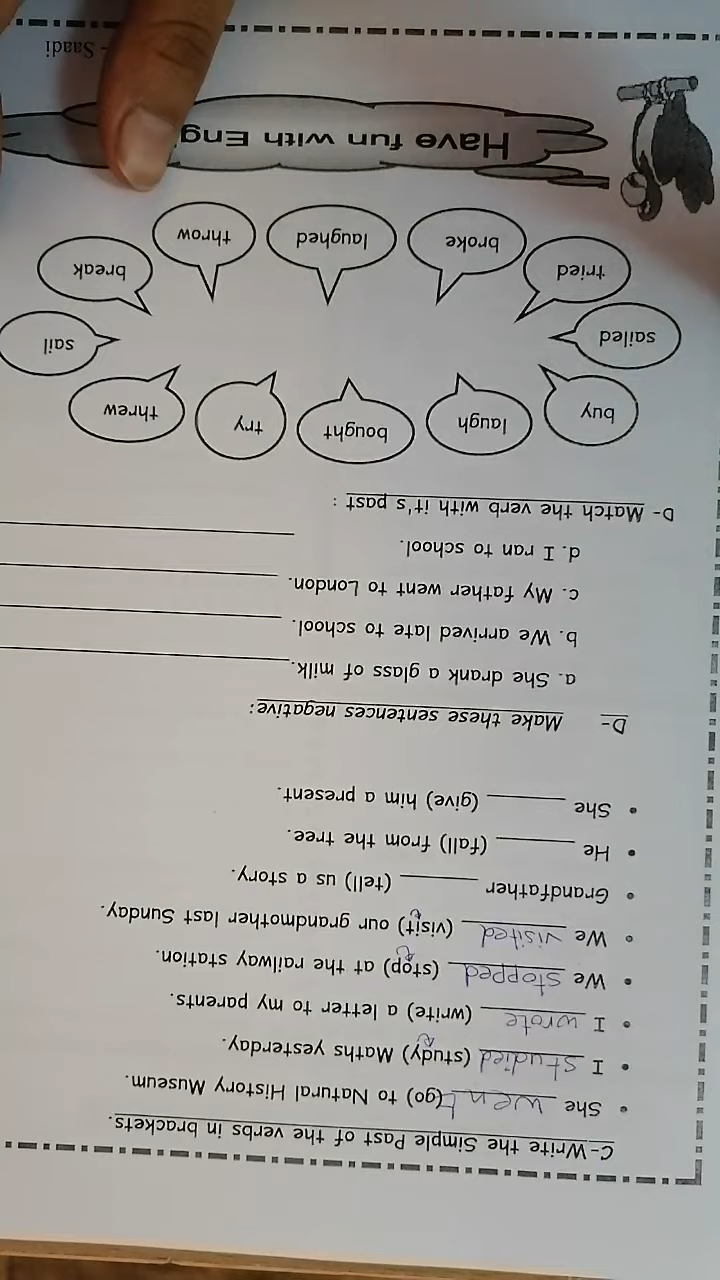 C-Write the Simple Past of the verbs in brackets.
• She went (go) to Natural History Museum.
• I studied (study) Maths yesterday.
• I wrote (write) a letter to my parents.
• We stopped (stop) at the railway station.
• We visited (visit) our grandmother last Sunday.
• Grandfather ________ (tell) us a story.
• He ________ (fall) from the tree.
• She ________ (give) him a present.
D- Make these sentences negative:
a. She drank a glass of milk.
b. We arrived late to school.
c. My father went to London.
d. I ran to school.
D- Match the verb with it's past :
buy laugh bought try threw
sailed sail
tried broke laughed throw break
Have fun with Eng
- Saadi